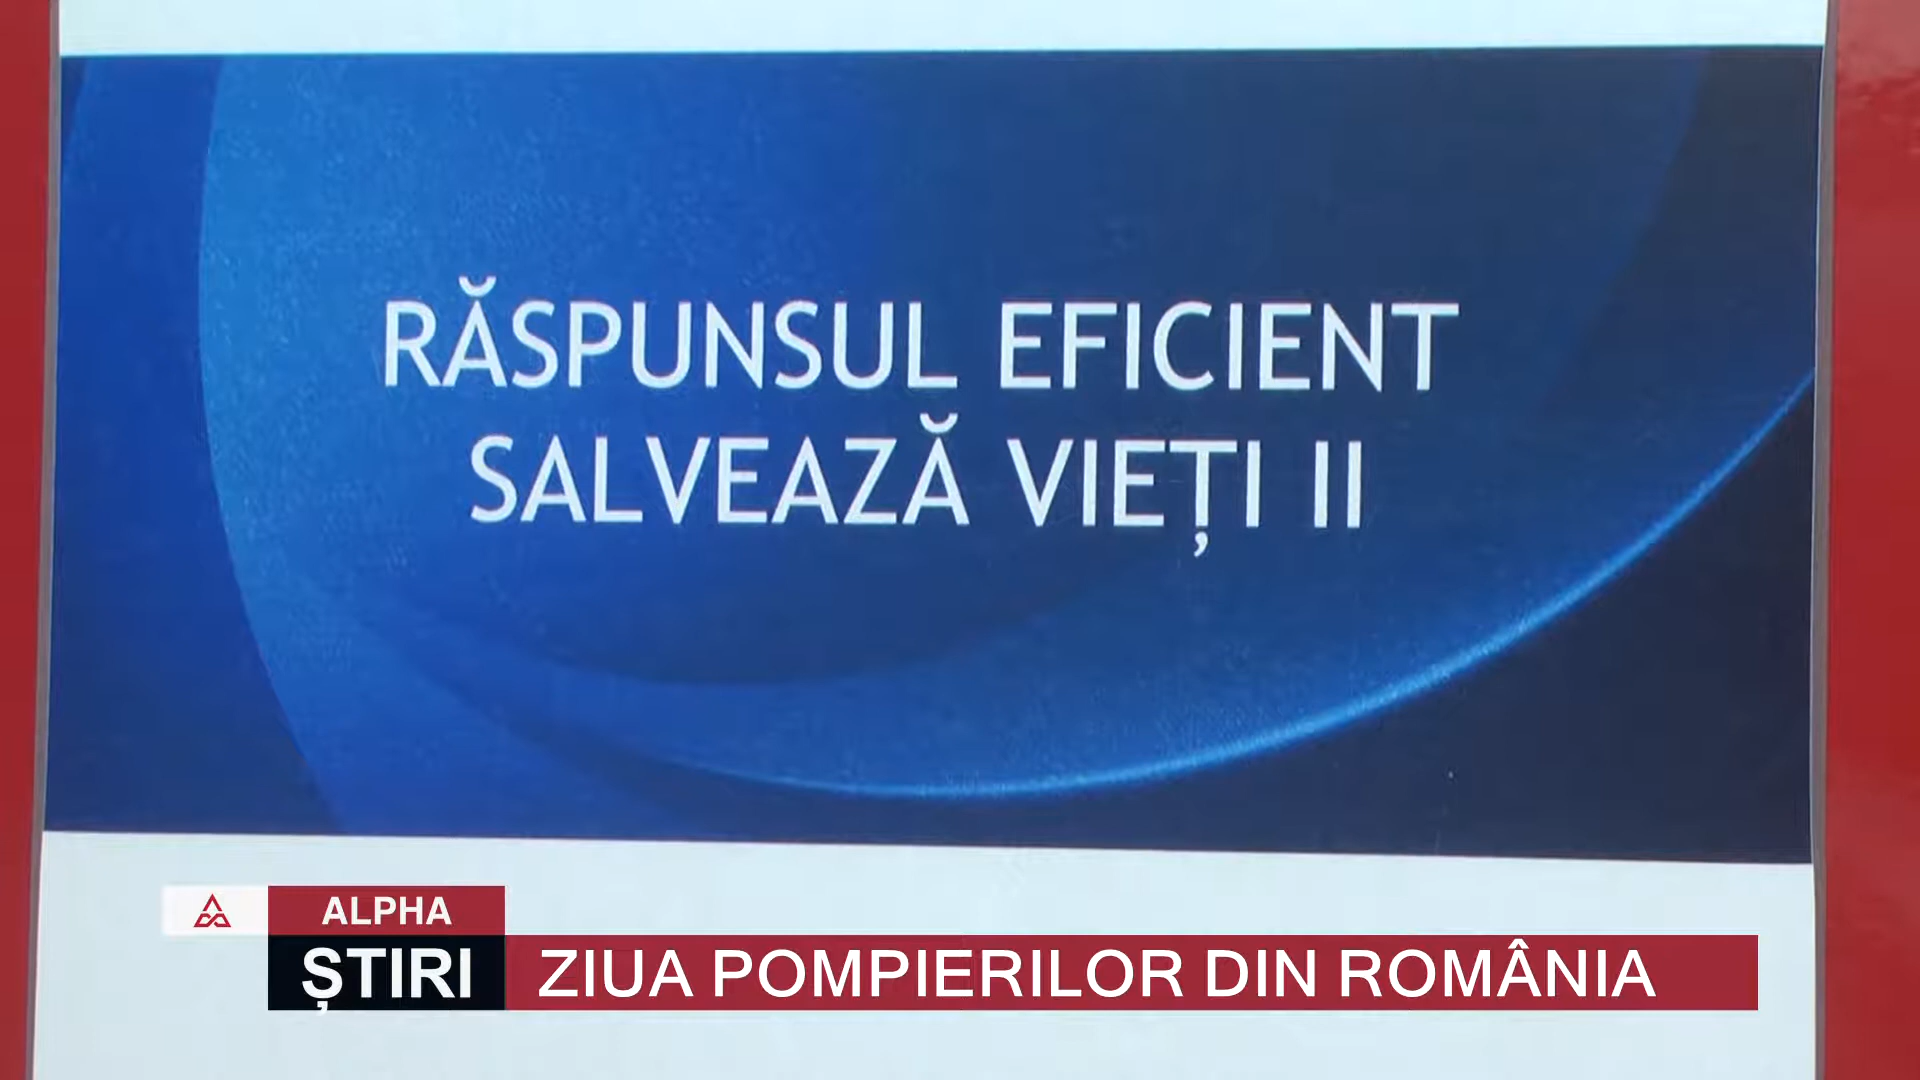 RĂSPUNSUL EFICIENT
SALVEAZĂ VIEȚI II
ALPHA
ȘTIRI
ZIUA POMPIERILOR DIN ROMÂNIA